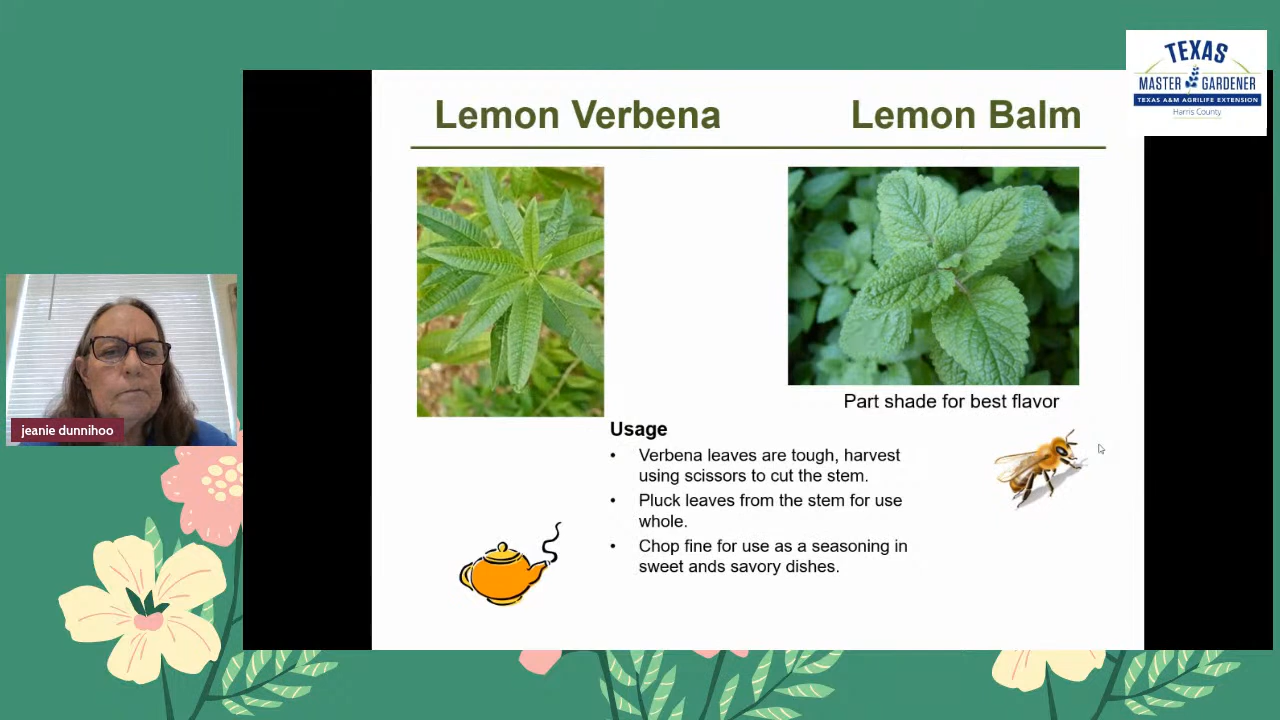 TEXAS
MASTER GARDENER
TEXAS A&M AGRILIFE EXTENSION
Harris County
Lemon Verbena
Lemon Balm
Part shade for best flavor
Usage
• Verbena leaves are tough, harvest
using scissors to cut the stem.
• Pluck leaves from the stem for use
whole.
• Chop fine for use as a seasoning in
sweet ands savory dishes.
jeanie dunnihoo